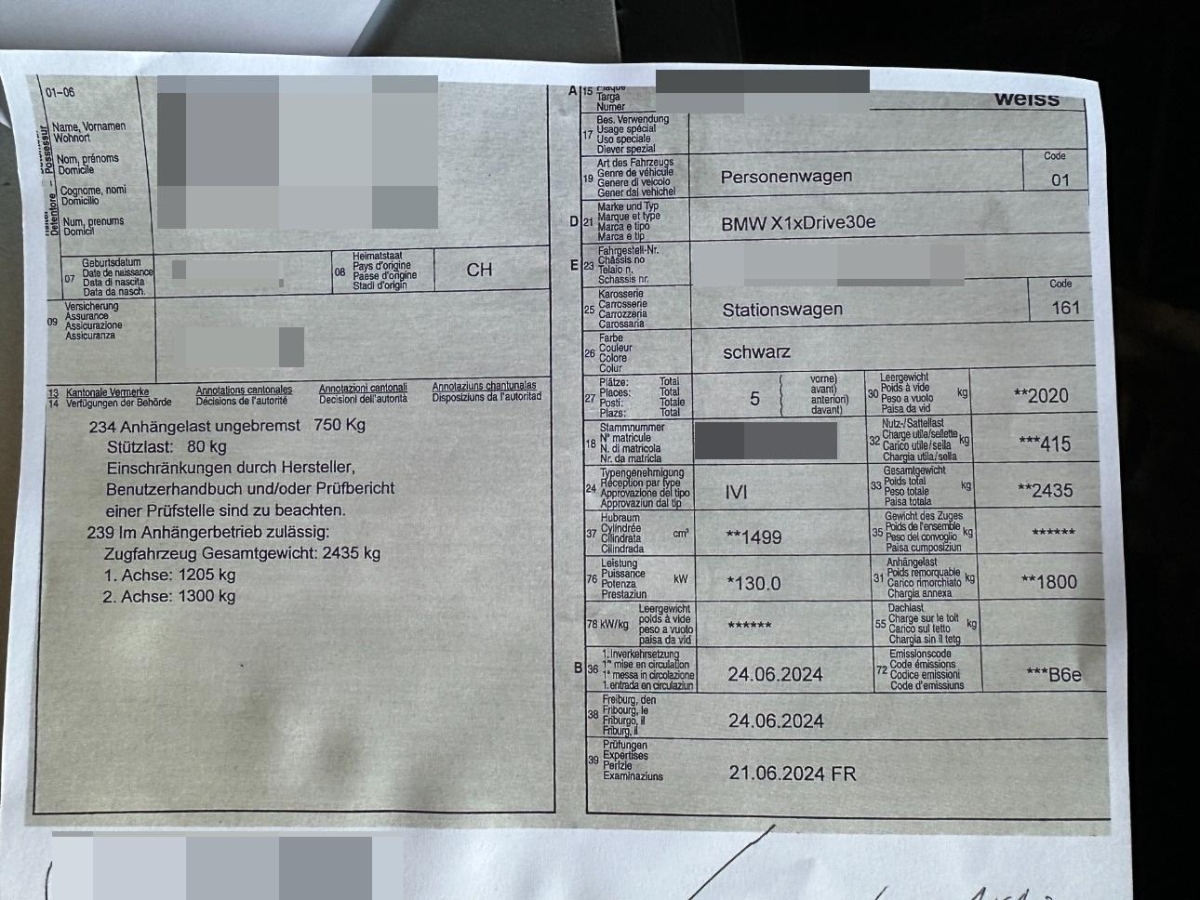 01-06
Detentore - Possessur
Name, Vornamen
Wohnort
Nom, prénoms
Domicile
Cognome, nomi
Domicilio
Num, prenums
Domicil
07
Geburtsdatum
Date de naissance
Data di nascita
Data da nasch.
08
Heimatstaat
Pays d'origine
Paese d'origine
Stadi d'origin
CH
09
Versicherung
Assurance
Assicurazione
Assicuranza
13 Kantonale Vermerke Annotations cantonales Annotazioni cantonali Annotaziuns chantunalas
14 Verfügungen der Behörde Décisions de l'autorité Decisioni dell'autorità Disposiziuns da l'autoritad
234 Anhängelast ungebremst 750 Kg
Stützlast: 80 kg
Einschränkungen durch Hersteller,
Benutzerhandbuch und/oder Prüfbericht
einer Prüfstelle sind zu beachten.
239 Im Anhängerbetrieb zulässig:
Zugfahrzeug Gesamtgewicht: 2435 kg
1. Achse: 1205 kg
2. Achse: 1300 kg
A 15
Plaque
Targa
Numer
weiss
17
Bes. Verwendung
Usage spécial
Uso speciale
Diever spezial
19
Art des Fahrzeugs
Genre de véhicule
Genere di veicolo
Gener dal vehichel
Personenwagen
Code
01
D 21
Marke und Typ
Marque et type
Marca e tipo
Marca e tip
BMW X1xDrive30e
E 23
Fahrgestell-Nr.
Châssis no
Telaio n.
Schassis nr.
25
Karosserie
Carrosserie
Carrozzeria
Carossaria
Stationswagen
Code
161
26
Farbe
Couleur
Colore
Colur
schwarz
27
Plätze: Total
Places: Total
Posti: Totale
Plazs: Total
5
vorne)
avant)
anteriori)
davant)
30
Leergewicht
Poids à vide
Peso a vuoto
Paisa da vid
kg
**2020
18
Stammnummer
N° matricule
N. di matricola
Nr. da matricla
32
Nutz-/Sattellast
Charge utile/sellette
Carico utile/sella
Chargia utila/sella
kg
***415
24
Typengenehmigung
Réception par type
Approvazione del tipo
Approvaziun dal tip
IVI
33
Gesamtgewicht
Poids total
Peso totale
Paisa totala
kg
**2435
37
Hubraum
Cylindrée
Cilindrata
Cilindrada
cm³
**1499
35
Gewicht des Zuges
Poids de l'ensemble
Peso del convoglio
Paisa cumposiziun
kg
******
76
Leistung
Puissance
Potenza
Prestaziun
kW
*130.0
31
Anhängelast
Poids remorquable
Carico rimorchiato
Chargia annexa
kg
**1800
78 kW/kg
Leergewicht
poids à vide
peso a vuoto
paisa da vid
******
55
Dachlast
Charge sur le toit
Carico sul tetto
Chargia sin il tetg
kg
B 36
1. Inverkehrsetzung
1re mise en circulation
1a messa in circolazione
1. entrada en circulaziun
24.06.2024
72
Emissionscode
Code émissions
Codice emissioni
Code d'emissiuns
***B6e
38
Freiburg, den
Fribourg, le
Friburgo, il
Friburg, il
24.06.2024
39
Prüfungen
Expertises
Perizie
Examinaziuns
21.06.2024 FR